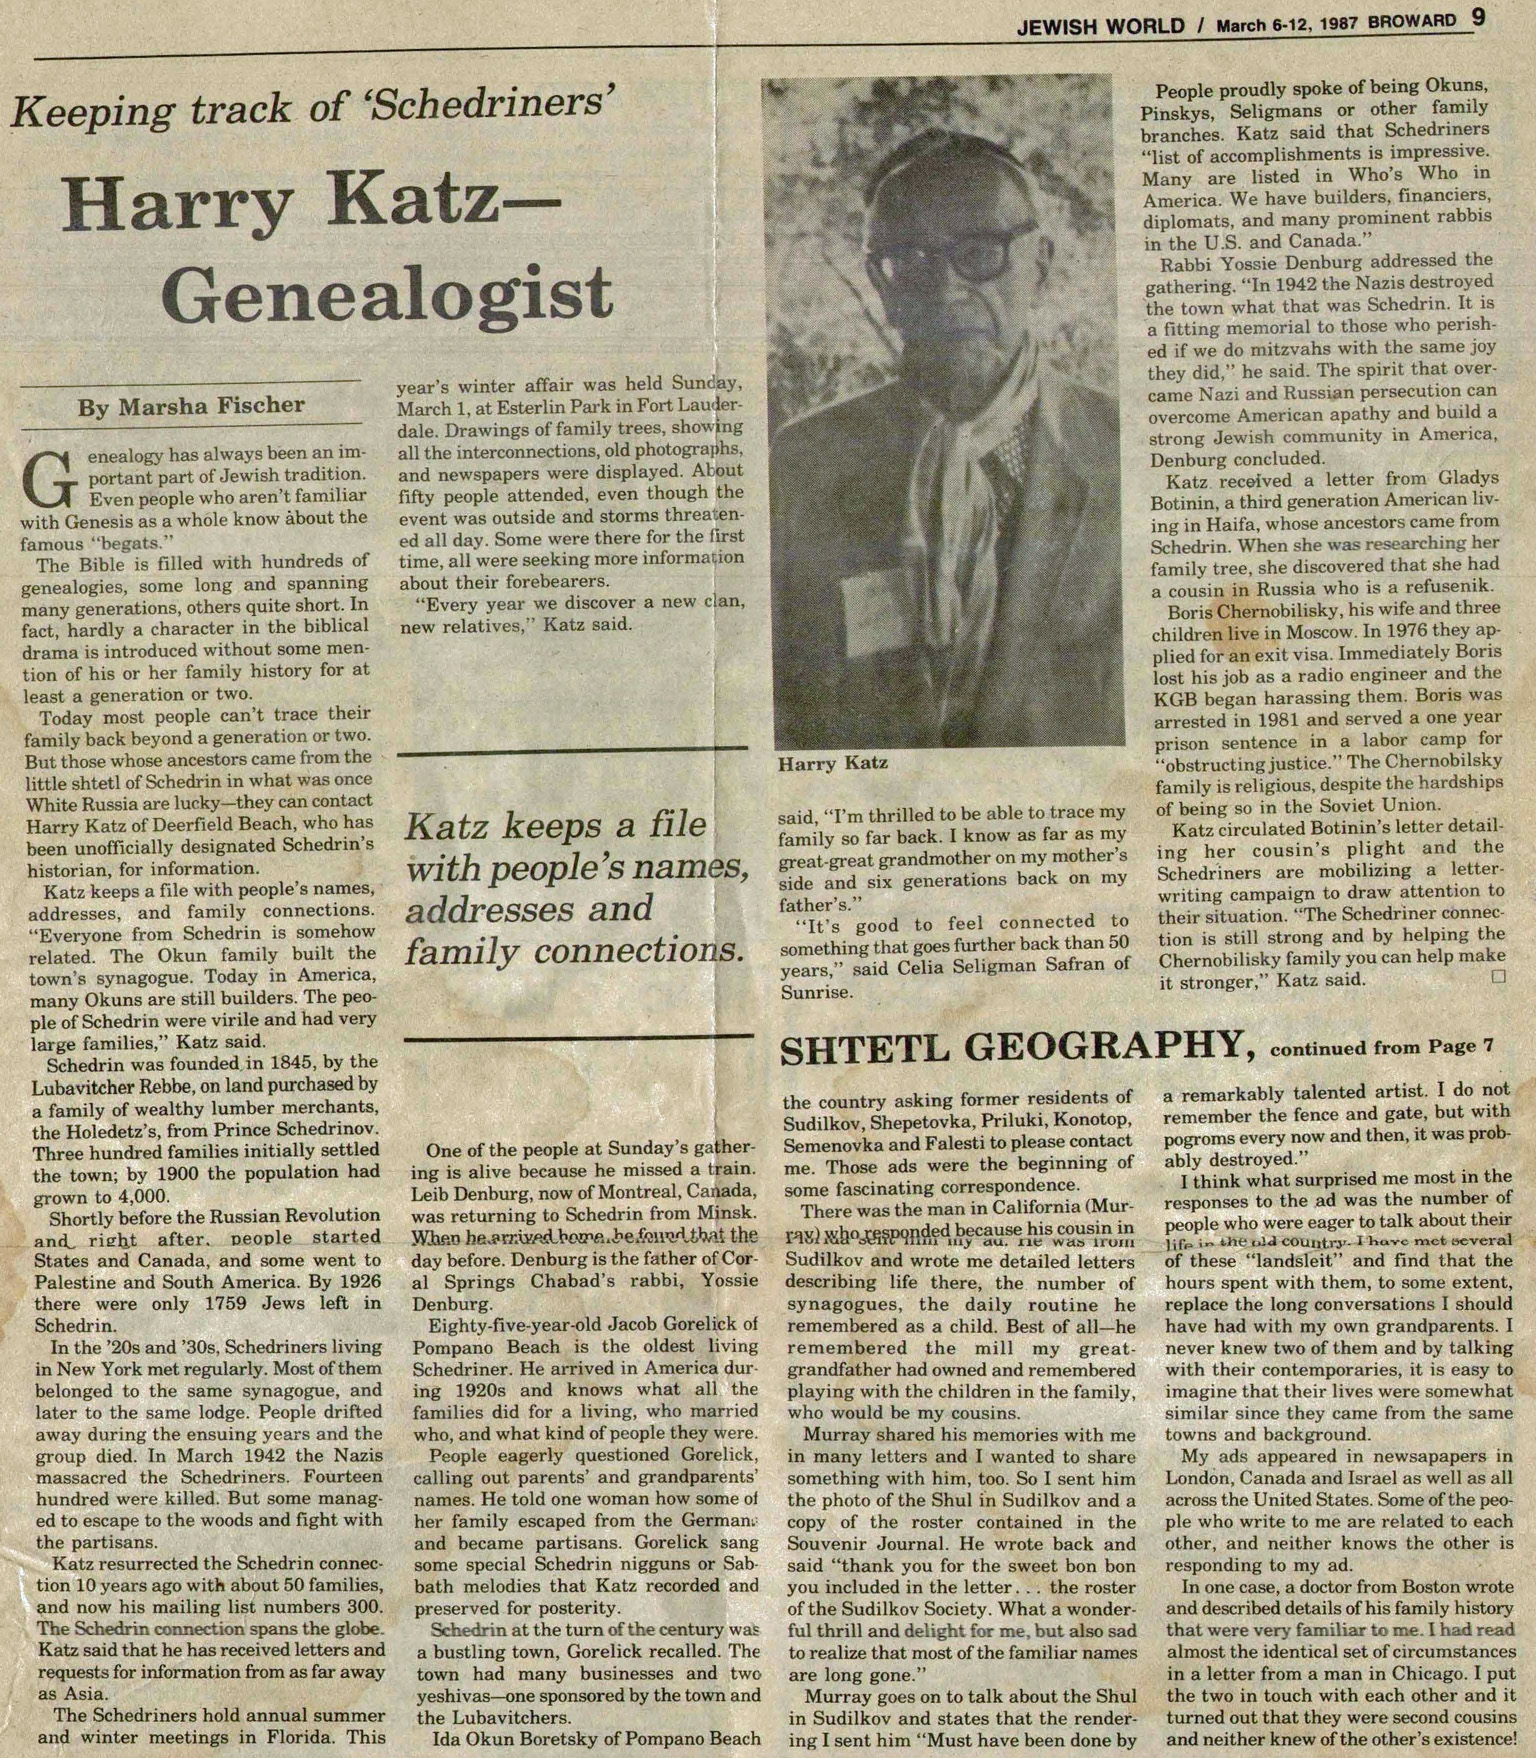 JEWISH WORLD / March 6-12, 1987 BROWARD 9
Keeping track of ‘Schedriners’
Harry Katz—
Genealogist
By Marsha Fischer
Genealogy has always been an im-
portant part of Jewish tradition.
Even people who aren’t familiar
with Genesis as a whole know about the
famous “begats.”
The Bible is filled with hundreds of
genealogies, some long and spanning
many generations, others quite short. In
fact, hardly a character in the biblical
drama is introduced without some men-
tion of his or her family history for at
least a generation or two.
Today most people can’t trace their
family back beyond a generation or two.
But those whose ancestors came from the
little shtetl of Schedrin in what was once
White Russia are lucky—they can contact
Harry Katz of Deerfield Beach, who has
been unofficially designated Schedrin’s
historian, for information.
Katz keeps a file with people’s names,
addresses, and family connections.
“Everyone from Schedrin is somehow
related. The Okun family built the
town’s synagogue. Today in America,
many Okuns are still builders. The peo-
ple of Schedrin were virile and had very
large families,” Katz said.
Schedrin was founded in 1845, by the
Lubavitcher Rebbe, on land purchased by
a family of wealthy lumber merchants,
the Holedetz’s, from Prince Schedrinov.
Three hundred families initially settled
the town; by 1900 the population had
grown to 4,000.
Shortly before the Russian Revolution
and right after, people started
States and Canada, and some went to
Palestine and South America. By 1926
there were only 1759 Jews left in
Schedrin.
In the ’20s and ’30s, Schedriners living
in New York met regularly. Most of them
belonged to the same synagogue, and
later to the same lodge. People drifted
away during the ensuing years and the
group died. In March 1942 the Nazis
massacred the Schedriners. Fourteen
hundred were killed. But some manag-
ed to escape to the woods and fight with
the partisans.
Katz resurrected the Schedrin connec-
tion 10 years ago with about 50 families,
and now his mailing list numbers 300.
The Schedrin connection spans the globe.
Katz said that he has received letters and
requests for information from as far away
as Asia.
The Schedriners hold annual summer
and winter meetings in Florida. This
year’s winter affair was held Sunday,
March 1, at Esterlin Park in Fort Lauder-
dale. Drawings of family trees, showing
all the interconnections, old photographs,
and newspapers were displayed. About
fifty people attended, even though the
event was outside and storms threaten-
ed all day. Some were there for the first
time, all were seeking more information
about their forebearers.
“Every year we discover a new clan,
new relatives,” Katz said.
Katz keeps a file
with people’s names,
addresses and
family connections.
One of the people at Sunday’s gather-
ing is alive because he missed a train.
Leib Denburg, now of Montreal, Canada,
was returning to Schedrin from Minsk.
When he arrived home, he found that the
day before. Denburg is the father of Cor-
al Springs Chabad’s rabbi, Yossie
Denburg.
Eighty-five-year-old Jacob Gorelick of
Pompano Beach is the oldest living
Schedriner. He arrived in America dur-
ing 1920s and knows what all the
families did for a living, who married
who, and what kind of people they were.
People eagerly questioned Gorelick,
calling out parents’ and grandparents’
names. He told one woman how some of
her family escaped from the Germans
and became partisans. Gorelick sang
some special Schedrin nigguns or Sab-
bath melodies that Katz recorded and
preserved for posterity.
Schedrin at the turn of the century was
a bustling town, Gorelick recalled. The
town had many businesses and two
yeshivas—one sponsored by the town and
the Lubavitchers.
Ida Okun Boretsky of Pompano Beach
Harry Katz
said, “I’m thrilled to be able to trace my
family so far back. I know as far as my
great-great grandmother on my mother’s
side and six generations back on my
father’s.”
“It’s good to feel connected to
something that goes further back than 50
years,” said Celia Seligman Safran of
Sunrise.
People proudly spoke of being Okuns,
Pinskys, Seligmans or other family
branches. Katz said that Schedriners
“list of accomplishments is impressive.
Many are listed in Who’s Who in
America. We have builders, financiers,
diplomats, and many prominent rabbis
in the U.S. and Canada.”
Rabbi Yossie Denburg addressed the
gathering. “In 1942 the Nazis destroyed
the town what that was Schedrin. It is
a fitting memorial to those who perish-
ed if we do mitzvahs with the same joy
they did,” he said. The spirit that over-
came Nazi and Russian persecution can
overcome American apathy and build a
strong Jewish community in America,
Denburg concluded.
Katz received a letter from Gladys
Botinin, a third generation American liv-
ing in Haifa, whose ancestors came from
Schedrin. When she was researching her
family tree, she discovered that she had
a cousin in Russia who is a refusenik.
Boris Chernobilisky, his wife and three
children live in Moscow. In 1976 they ap-
plied for an exit visa. Immediately Boris
lost his job as a radio engineer and the
KGB began harassing them. Boris was
arrested in 1981 and served a one year
prison sentence in a labor camp for
“obstructing justice.” The Chernobilsky
family is religious, despite the hardships
of being so in the Soviet Union.
Katz circulated Botinin’s letter detail-
ing her cousin’s plight and the
Schedriners are mobilizing a letter-
writing campaign to draw attention to
their situation. “The Schedriner connec-
tion is still strong and by helping the
Chernobilisky family you can help make
it stronger,” Katz said. □
SHTETL GEOGRAPHY, continued from Page 7
the country asking former residents of
Sudilkov, Shepetovka, Priluki, Konotop,
Semenovka and Falesti to please contact
me. Those ads were the beginning of
some fascinating correspondence.
There was the man in California (Mur-
ray) who responded because his cousin in
sent him my ad. He was from
Sudilkov and wrote me detailed letters
describing life there, the number of
synagogues, the daily routine he
remembered as a child. Best of all—he
remembered the mill my great-
grandfather had owned and remembered
playing with the children in the family,
who would be my cousins.
Murray shared his memories with me
in many letters and I wanted to share
something with him, too. So I sent him
the photo of the Shul in Sudilkov and a
copy of the roster contained in the
Souvenir Journal. He wrote back and
said “thank you for the sweet bon bon
you included in the letter. . . the roster
of the Sudilkov Society. What a wonder-
ful thrill and delight for me, but also sad
to realize that most of the familiar names
are long gone.”
Murray goes on to talk about the Shul
in Sudilkov and states that the render-
ing I sent him “Must have been done by
a remarkably talented artist. I do not
remember the fence and gate, but with
pogroms every now and then, it was prob-
ably destroyed.”
I think what surprised me most in the
responses to the ad was the number of
people who were eager to talk about their
life in the old country. I have met several
of these “landsleit” and find that the
hours spent with them, to some extent,
replace the long conversations I should
have had with my own grandparents. I
never knew two of them and by talking
with their contemporaries, it is easy to
imagine that their lives were somewhat
similar since they came from the same
towns and background.
My ads appeared in newsapapers in
London, Canada and Israel as well as all
across the United States. Some of the peo-
ple who write to me are related to each
other, and neither knows the other is
responding to my ad.
In one case, a doctor from Boston wrote
and described details of his family history
that were very familiar to me. I had read
almost the identical set of circumstances
in a letter from a man in Chicago. I put
the two in touch with each other and it
turned out that they were second cousins
and neither knew of the other’s existence!